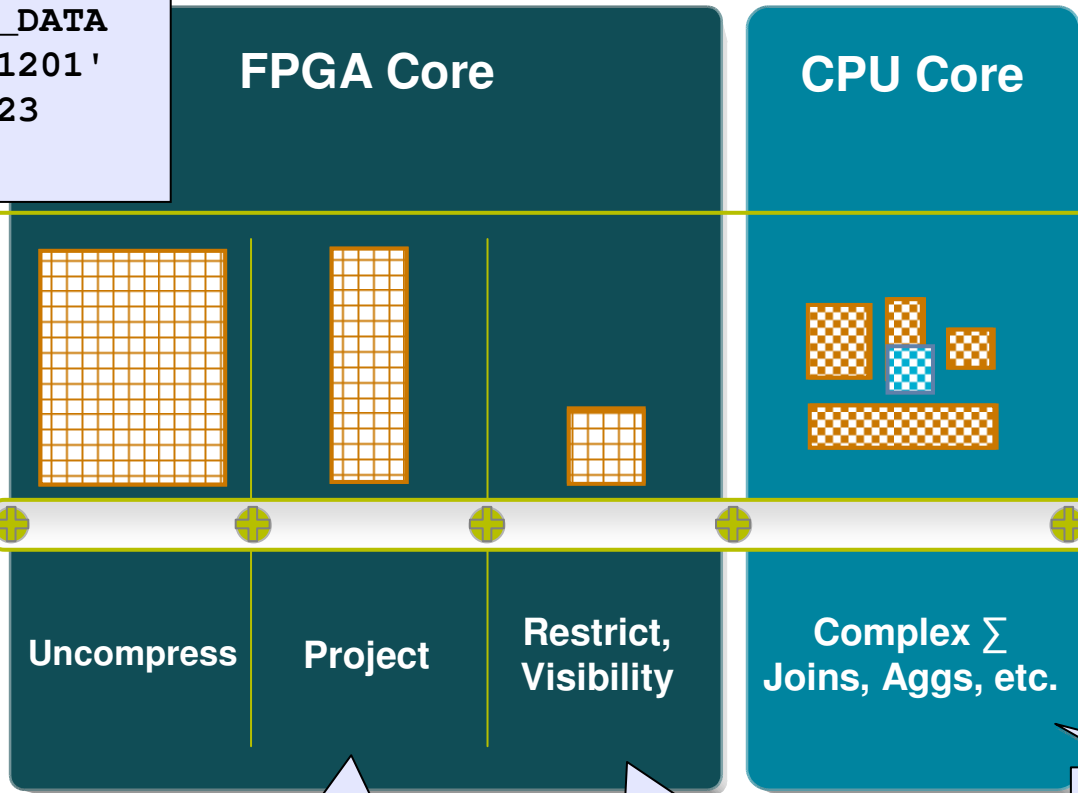 _DATA
1201'
23
FPGA Core
CPU Core
Uncompress
Project
Restrict,
Visibility
Complex ∑
Joins, Aggs, etc.